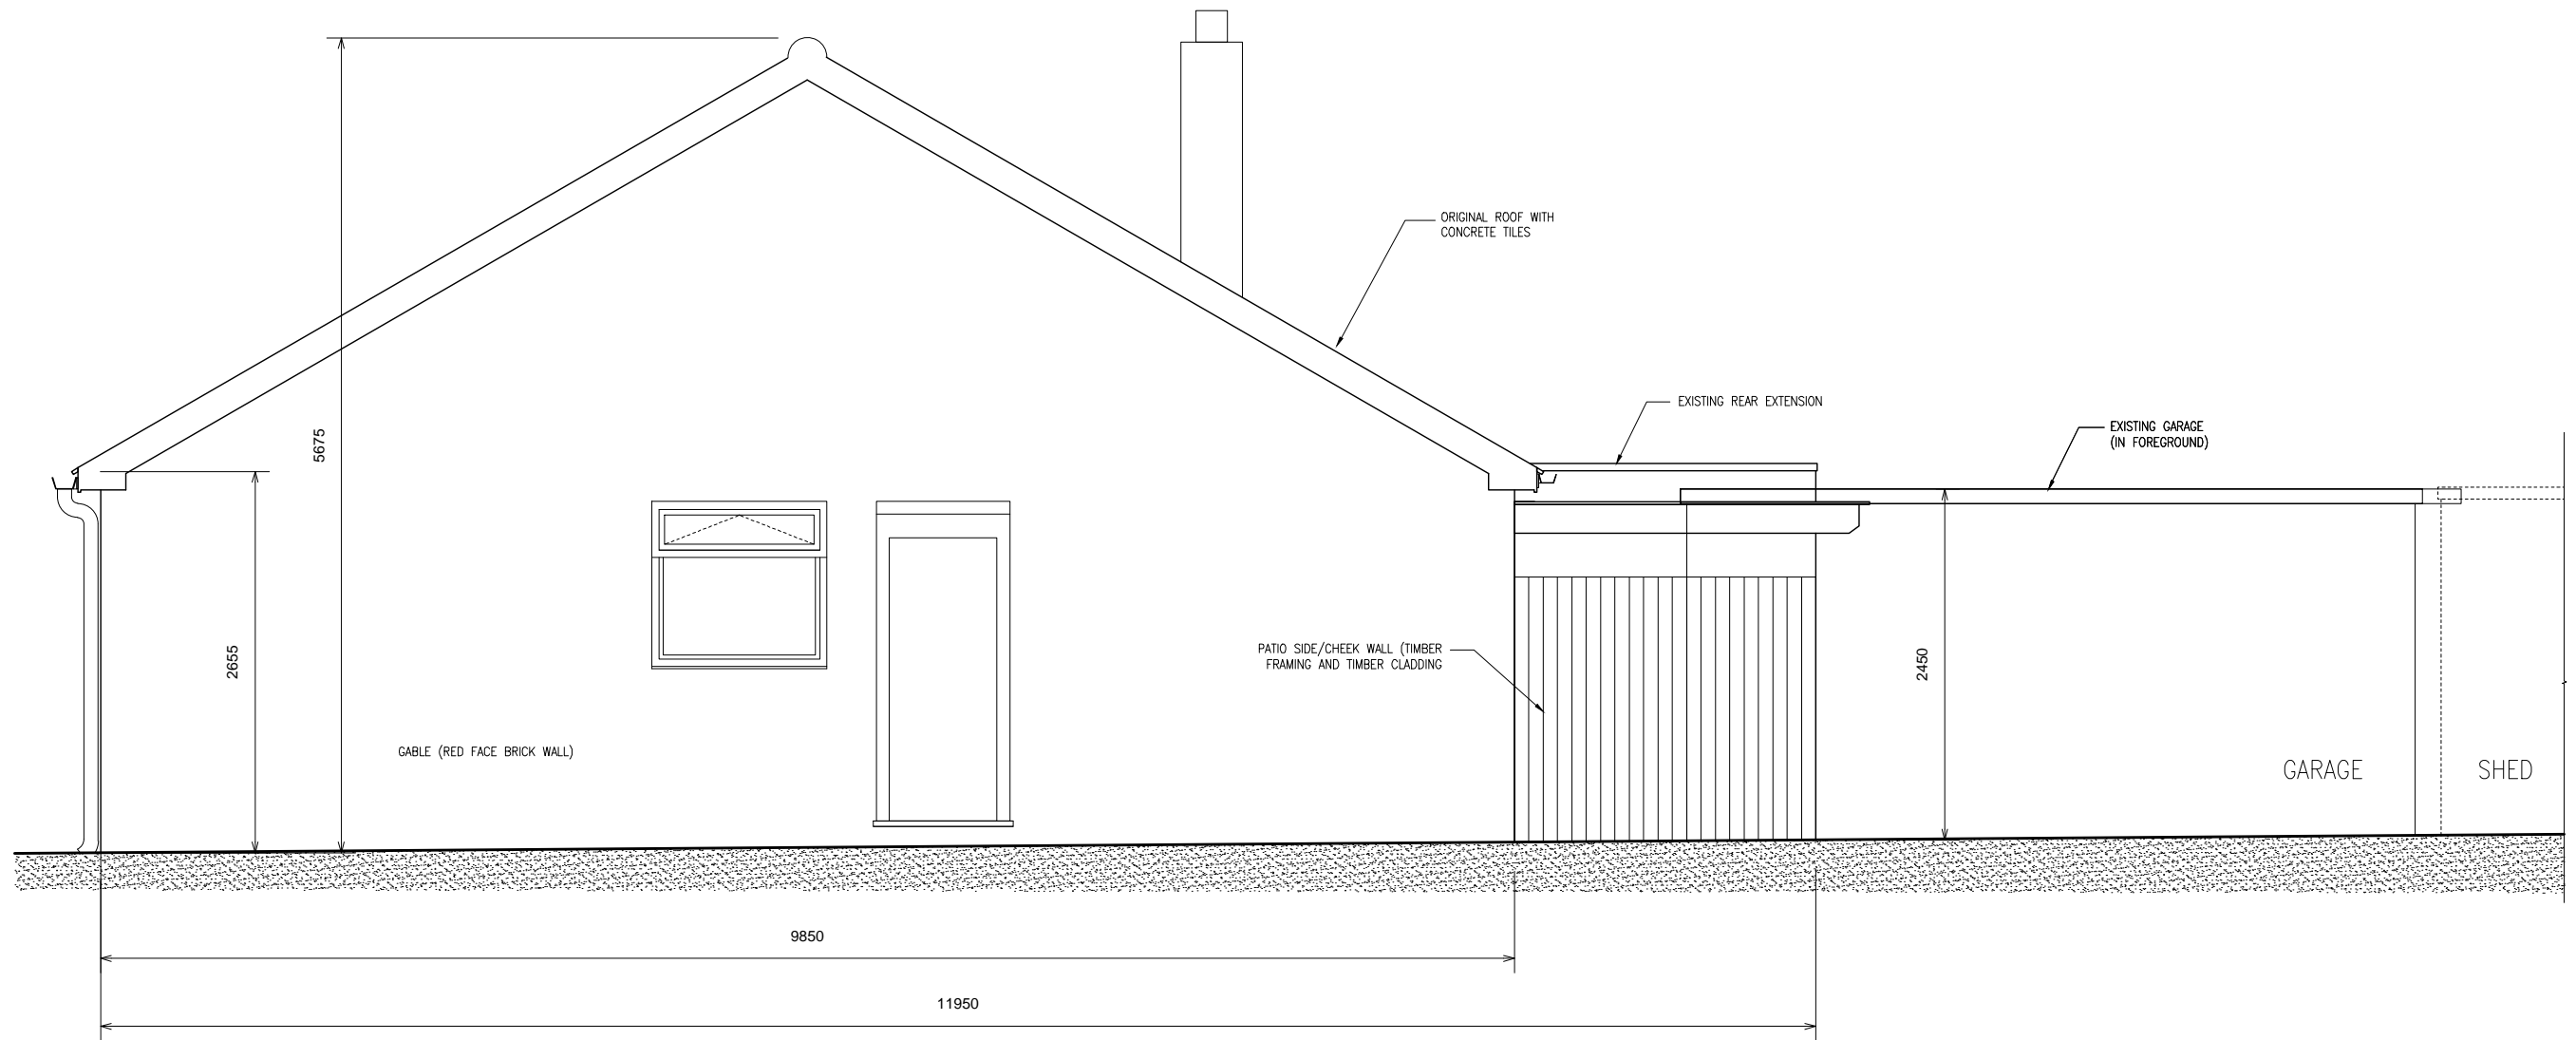 ORIGINAL ROOF WITH
CONCRETE TILES
EXISTING REAR EXTENSION
EXISTING GARAGE
(IN FOREGROUND)
5675
2655
PATIO SIDE/CHEEK WALL (TIMBER
FRAMING AND TIMBER CLADDING
2450
GABLE (RED FACE BRICK WALL)
GARAGE
SHED
9850
11950